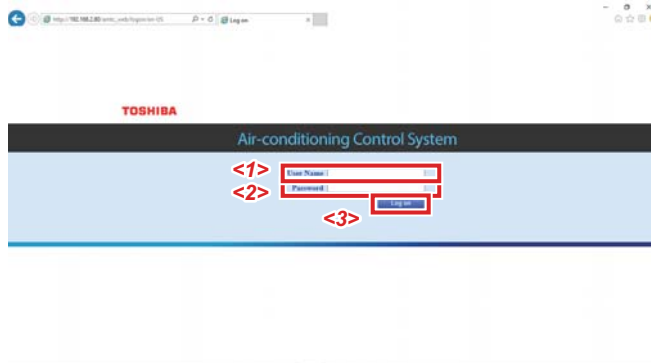 Log on
TOSHIBA
Air-conditioning Control System
<1> User Name
<2> Password
<3> Log on